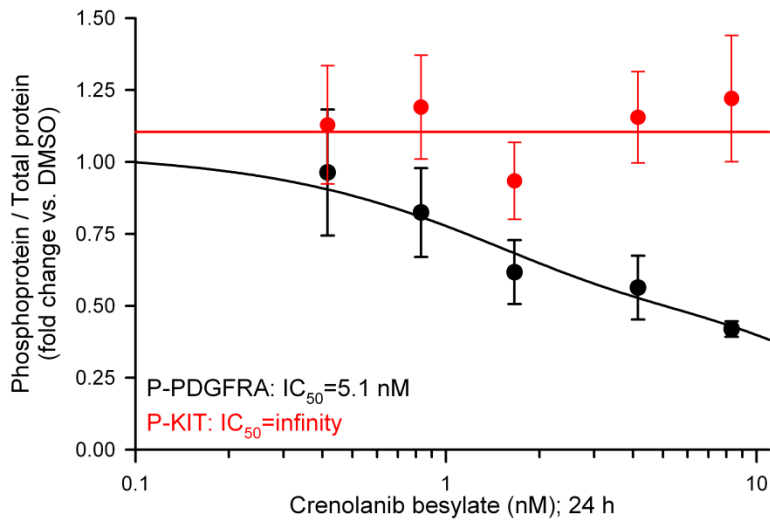 Phosphoprotein / Total protein
(fold change vs. DMSO)
1.50
1.25
1.00
0.75
0.50
0.25
0.00
P-PDGFRA: IC50=5.1 nM
P-KIT: IC50=infinity
0.1
1
10
Crenolanib besylate (nM); 24 h